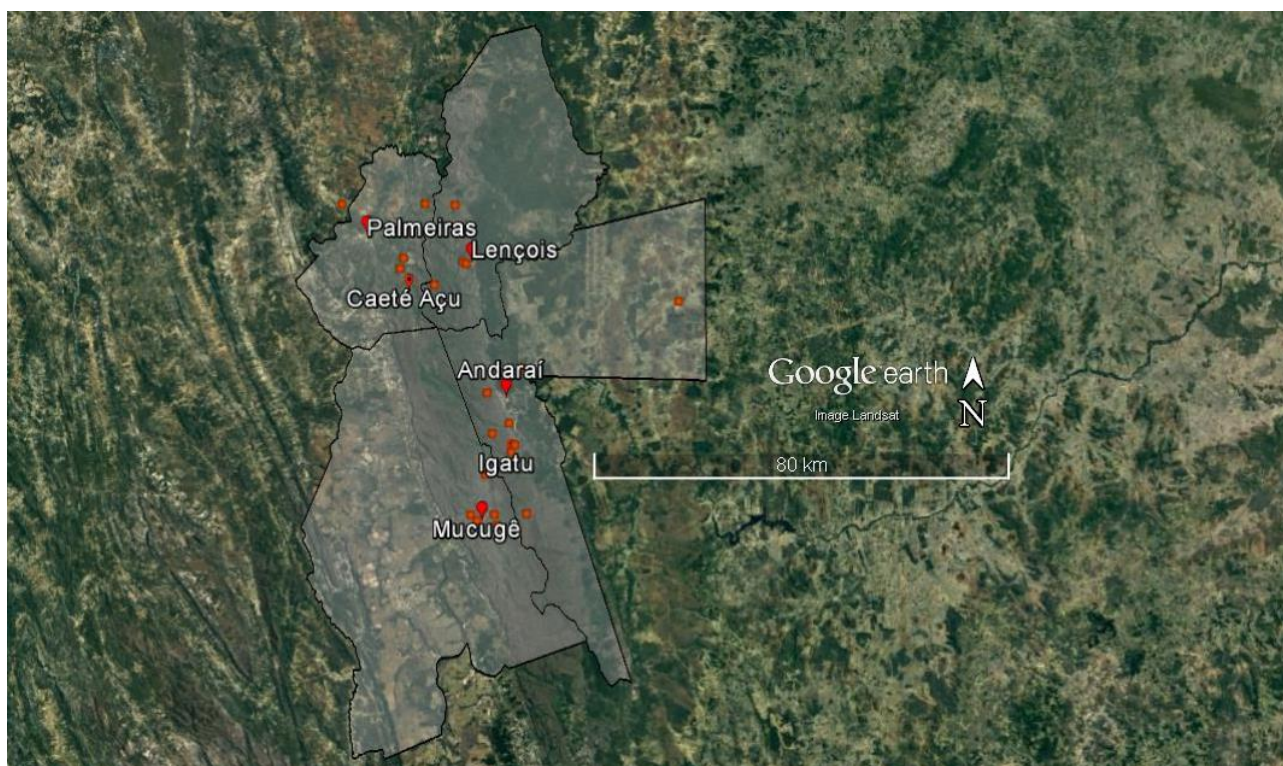 Palmeiras
Lençois
Caeté Açu
Andaraí
Google earth
Image Landsat
N
Igatu
80 km
Mucugê